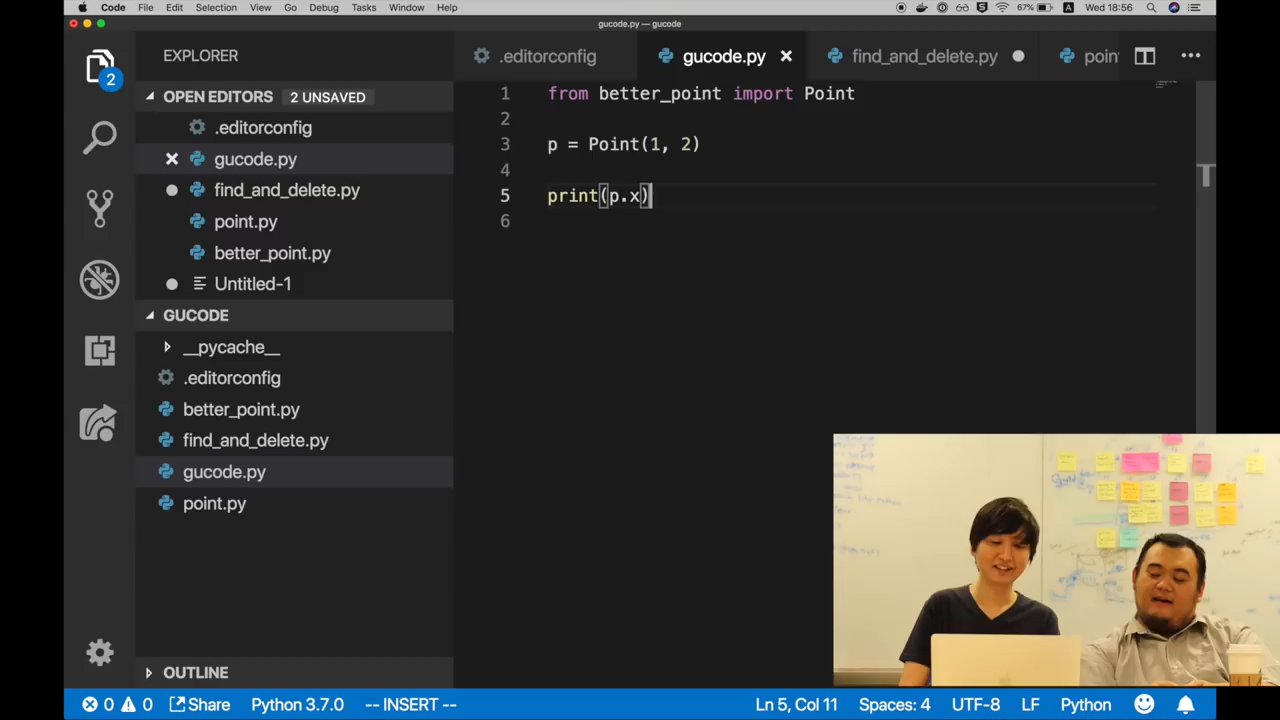 Code File Edit Selection View Go Debug Tasks Window Help 67% A Wed 18:56
gucode.py — gucode
2
EXPLORER
OPEN EDITORS 2 UNSAVED
.editorconfig
gucode.py
find_and_delete.py
point.py
better_point.py
Untitled-1
GUCODE
__pycache__
.editorconfig
better_point.py
find_and_delete.py
gucode.py
point.py
OUTLINE
.editorconfig gucode.py find_and_delete.py poin
1 from better_point import Point
2
3 p = Point(1, 2)
4
5 print(p.x)
6
0 0 Share Python 3.7.0 -- INSERT -- Ln 5, Col 11 Spaces: 4 UTF-8 LF Python